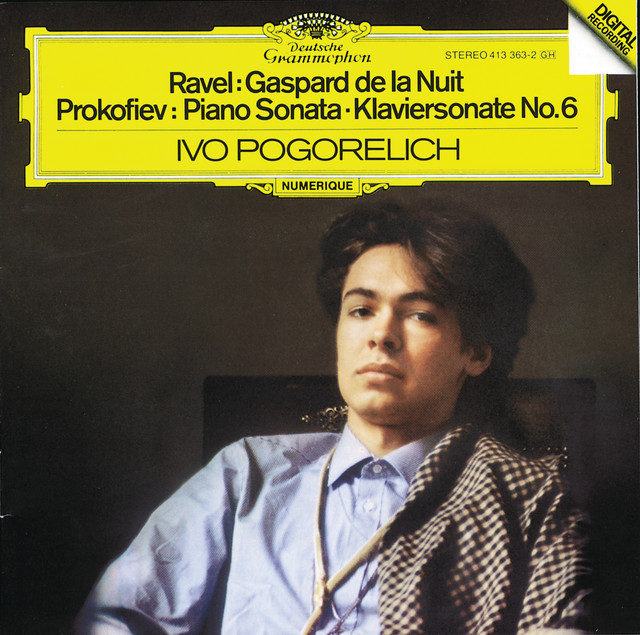 DIGITAL
RECORDING
Deutsche
Grammophon
STEREO 413 363-2 GH
Ravel: Gaspard de la Nuit
Prokofiev: Piano Sonata · Klaviersonate No. 6
IVO POGORELICH
NUMERIQUE